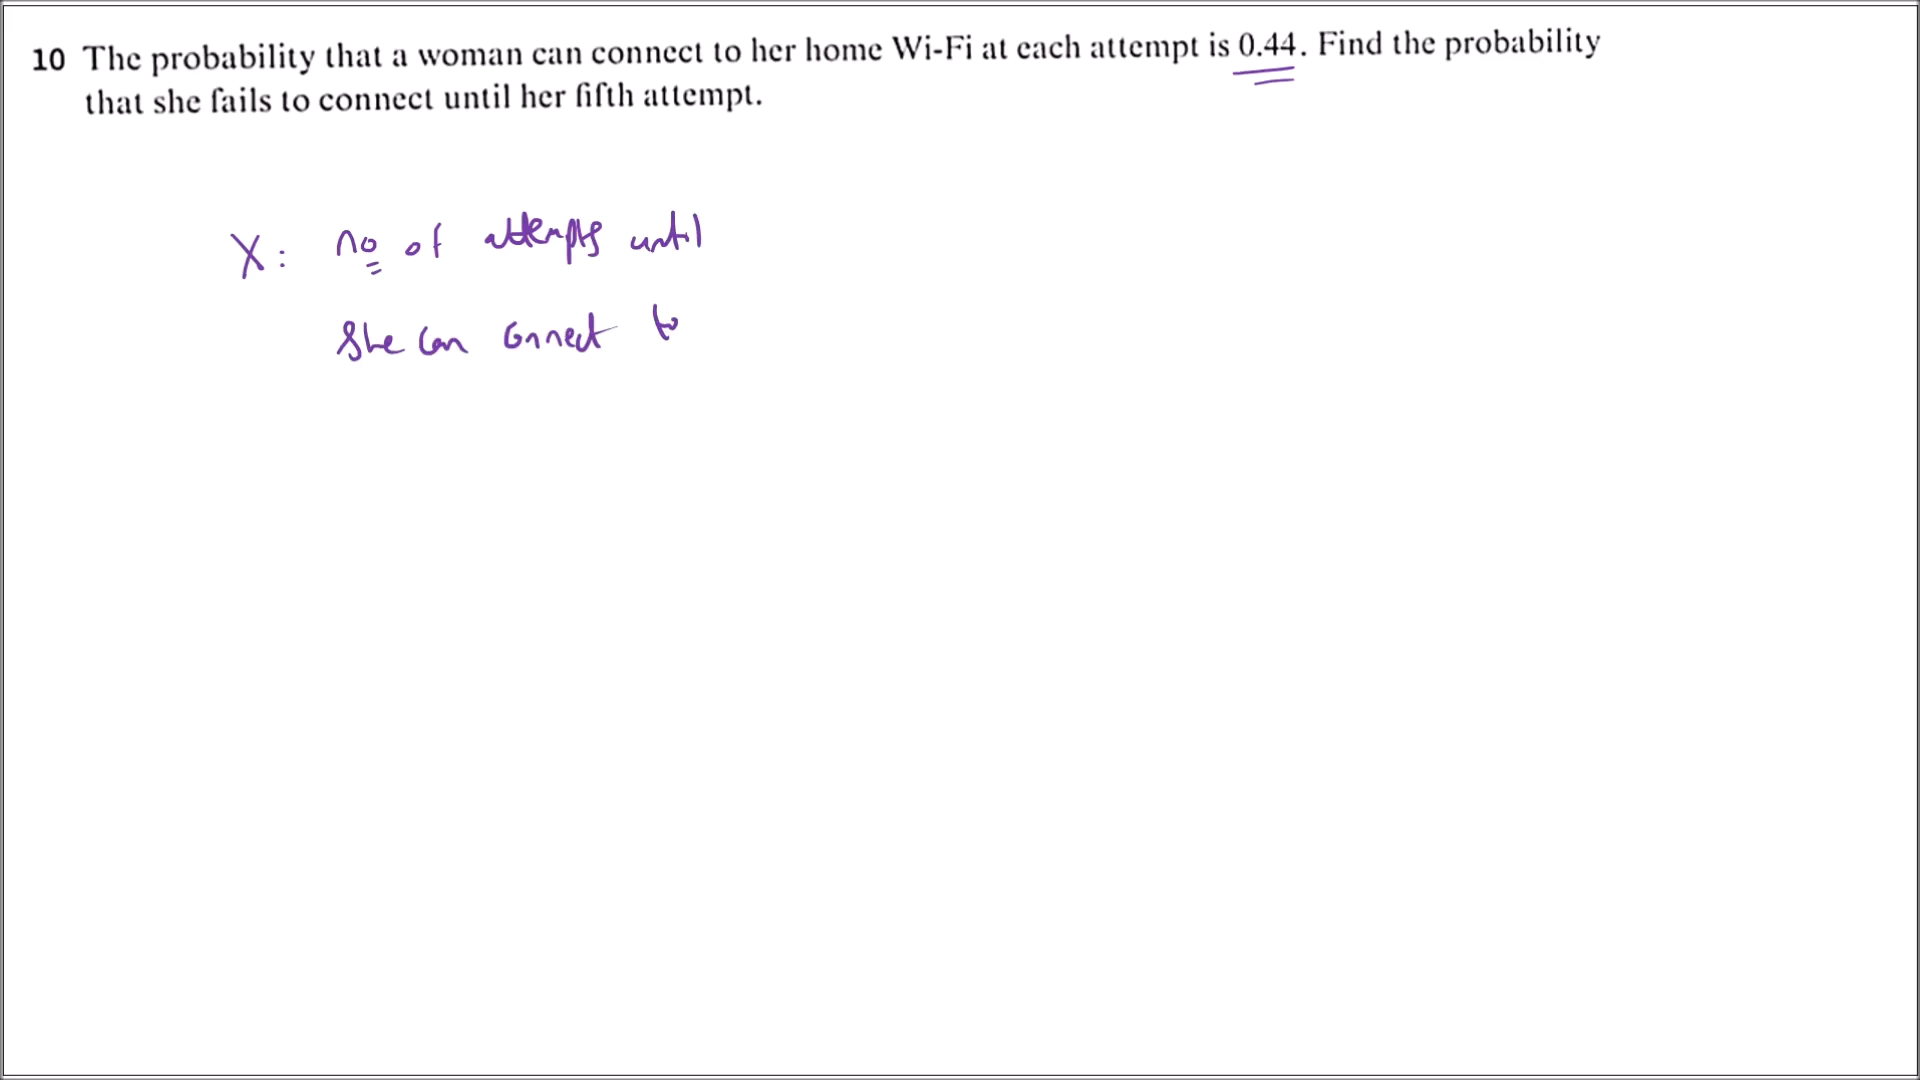 10 The probability that a woman can connect to her home Wi-Fi at each attempt is 0.44. Find the probability
that she fails to connect until her fifth attempt.
X: no of attempts until
She can connect to